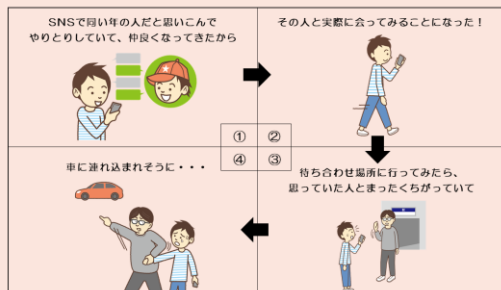 SNSで同い年の人だと思いこんで
やりとりしていて、仲良くなってきたから
その人と実際に会ってみることになった！
①
②
④
③
車に連れ込まれそうに・・・
待ち合わせ場所に行ってみたら、
思っていた人とまったくちがっていて